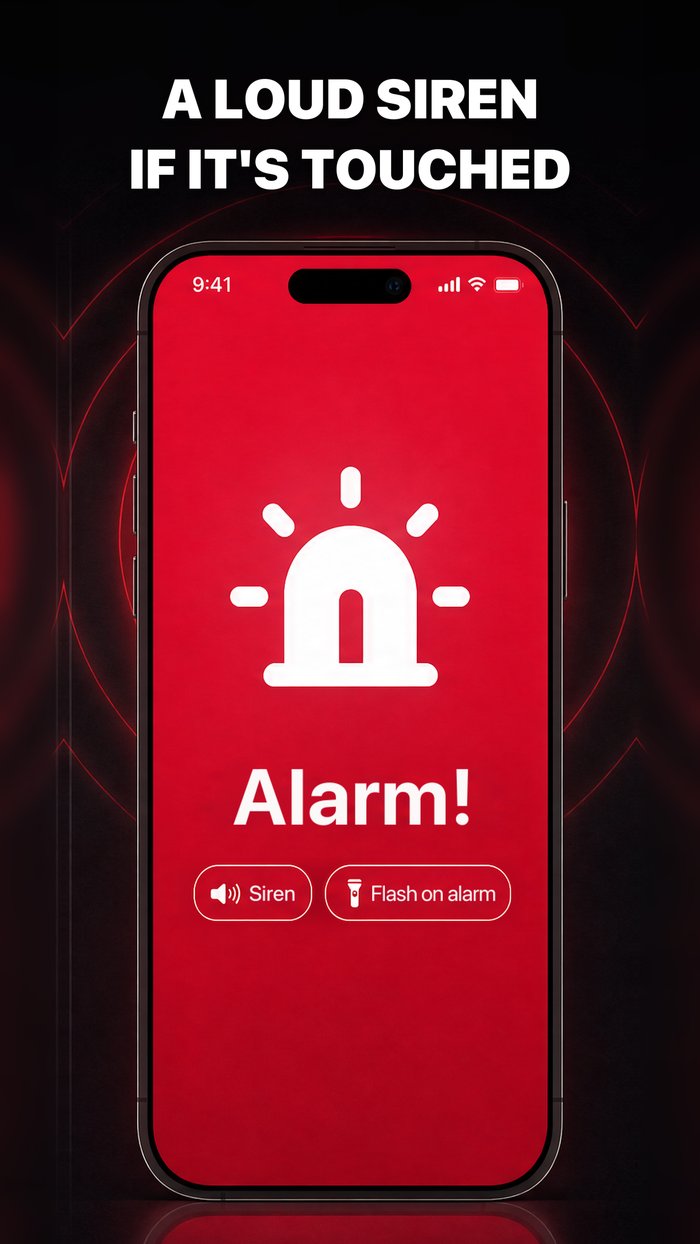 A LOUD SIREN
IF IT'S TOUCHED
9:41
Alarm!
Siren
Flash on alarm